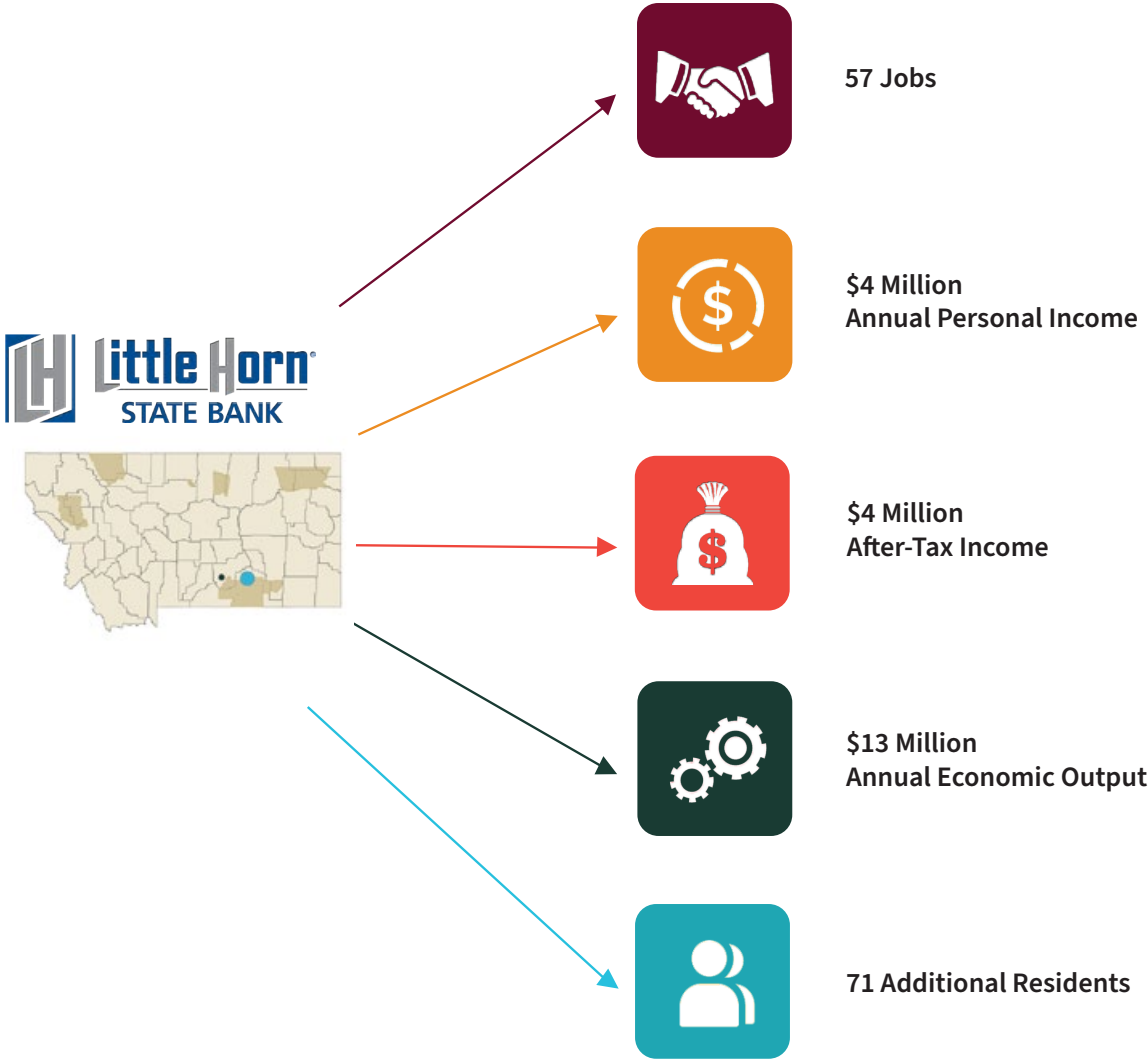 57 Jobs
$4 Million
Annual Personal Income
LH Little Horn®
STATE BANK
$4 Million
After-Tax Income
$13 Million
Annual Economic Output
71 Additional Residents
$
$